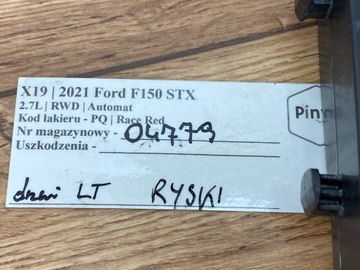 X19 | 2021 Ford F150 STX
2.7L | RWD | Automat
Kod lakieru - PQ | Race Red
Nr magazynowy - 04779
Uszkodzenia -
drzwi LT RYSKI